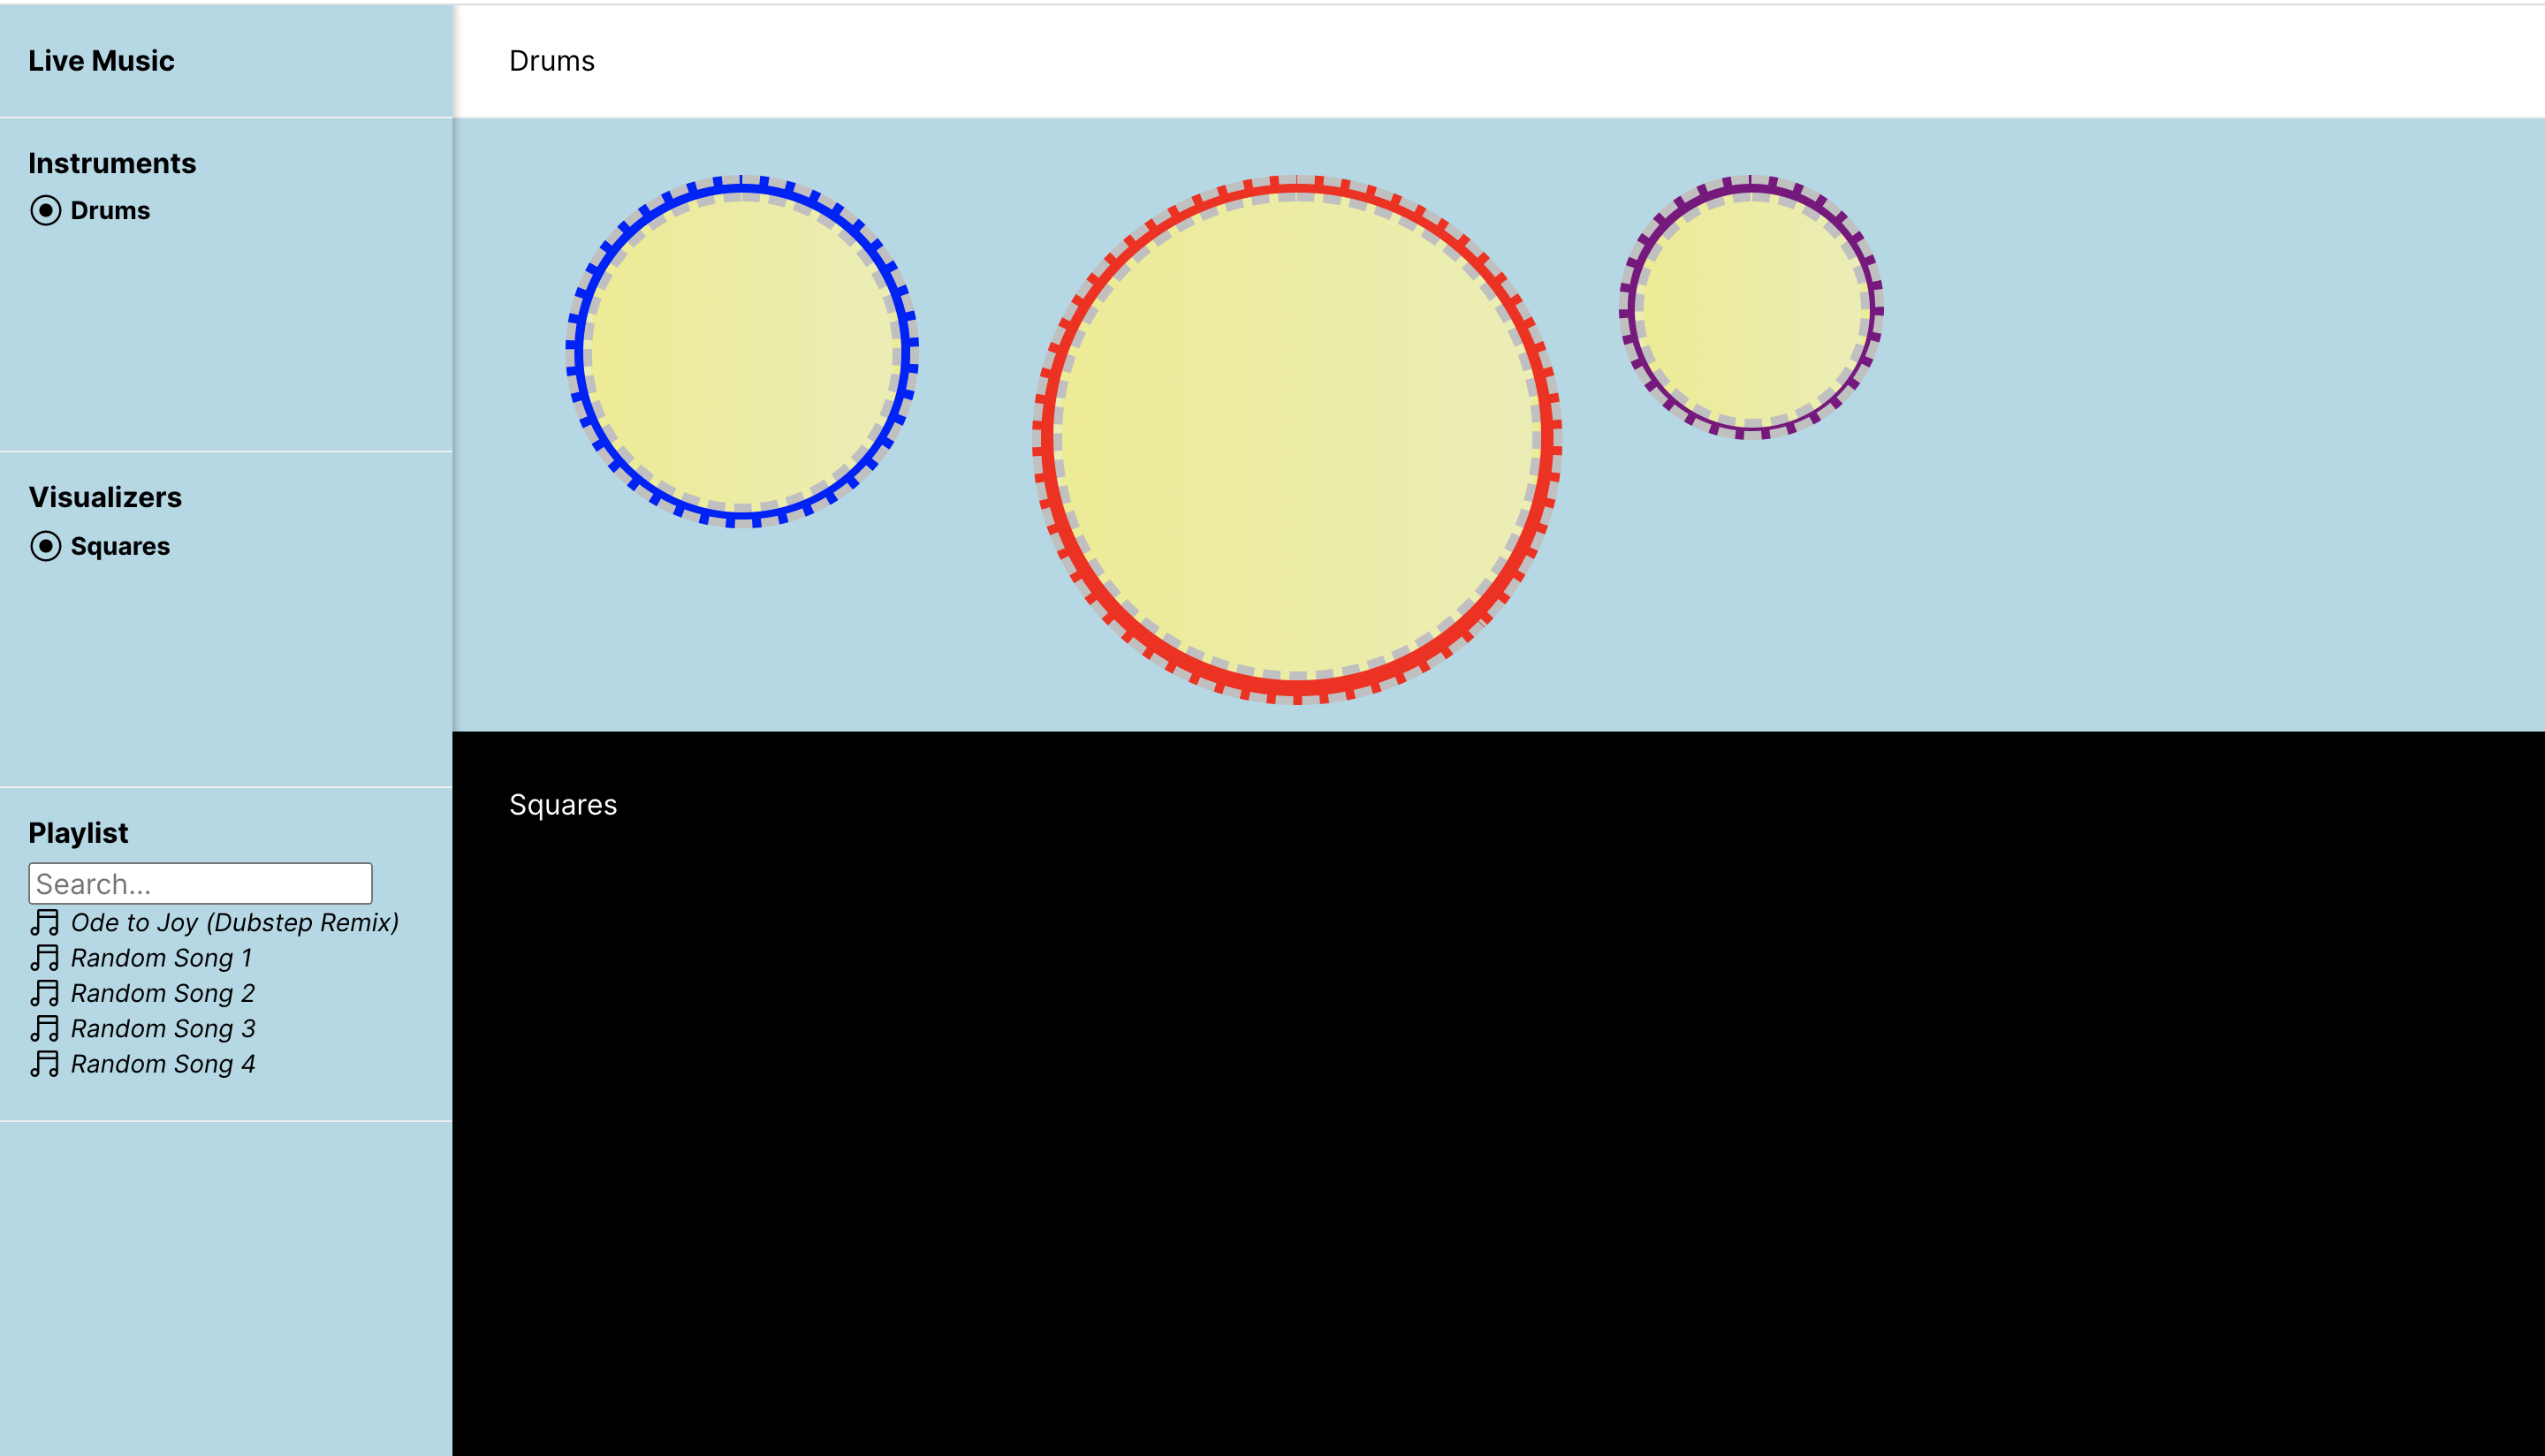 Live Music
Instruments
Drums
Visualizers
Squares
Playlist
Search...
Ode to Joy (Dubstep Remix)
Random Song 1
Random Song 2
Random Song 3
Random Song 4
Drums
Squares